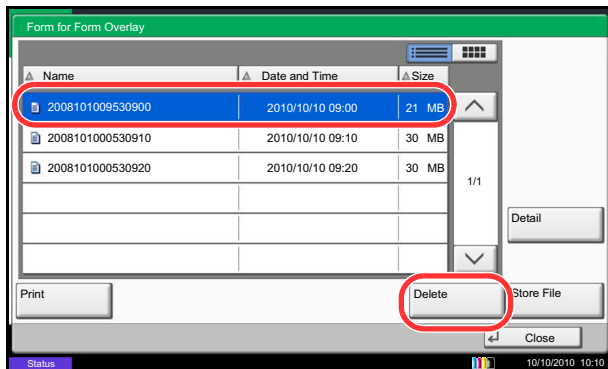 Form for Form Overlay
Name Date and Time Size
2008101009530900 2010/10/10 09:00 21 MB
2008101000530910 2010/10/10 09:10 30 MB
2008101000530920 2010/10/10 09:20 30 MB
1/1
Detail
Print Delete Store File
Close
Status 10/10/2010 10:10